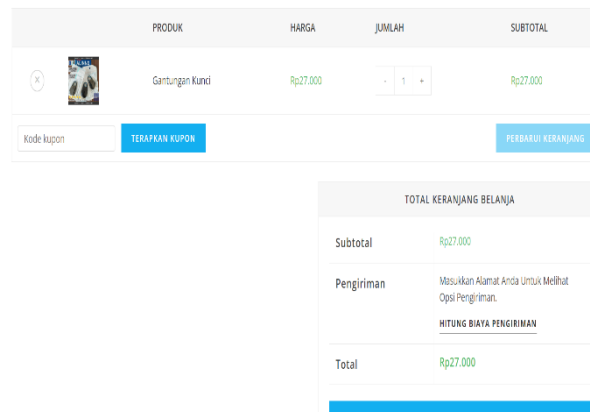 PRODUK HARGA JUMLAH SUBTOTAL
× Gantungan Kunci Rp27.000 - 1 + Rp27.000
Kode kupon TERAPKAN KUPON PERBARUI KERANJANG
TOTAL KERANJANG BELANJA
Subtotal Rp27.000
Pengiriman Masukkan Alamat Anda Untuk Melihat
Opsi Pengiriman.
HITUNG BIAYA PENGIRIMAN
Total Rp27.000